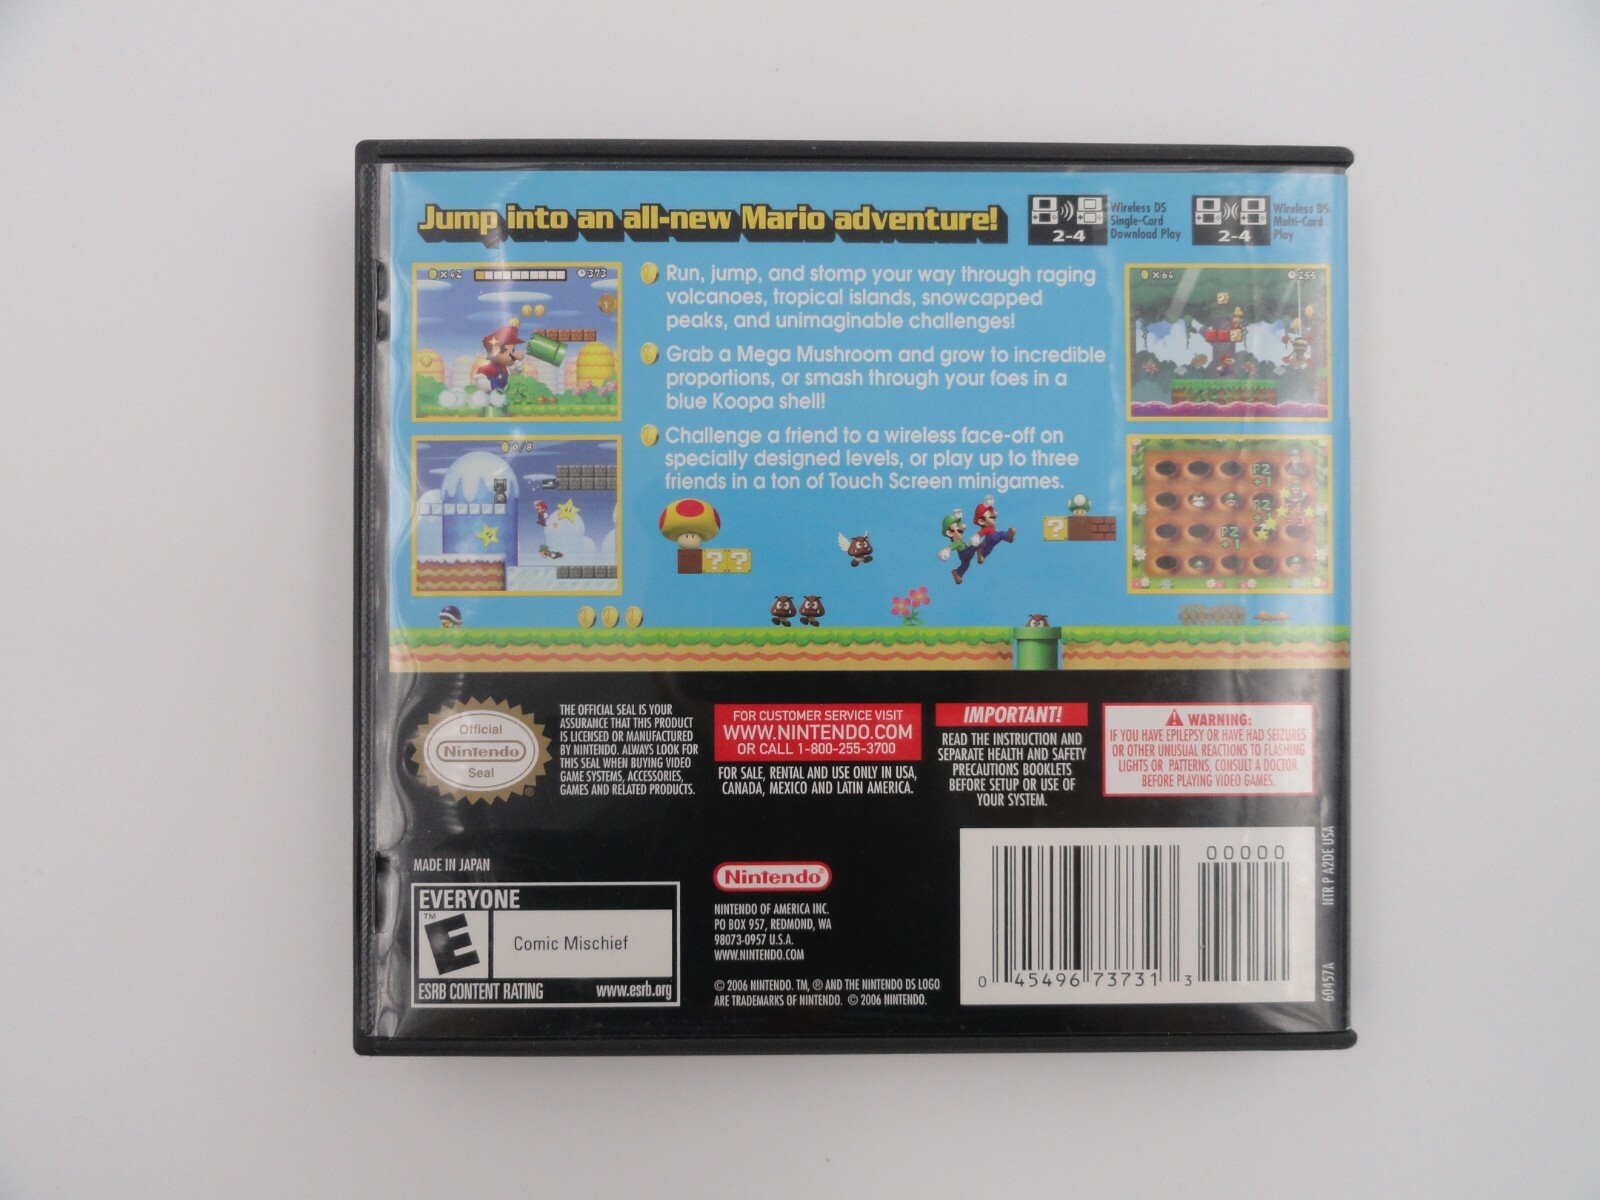 Jump into an all-new Mario adventure!
2-4
Wireless DS
Single-Card
Download Play
2-4
Wireless DS
Multi-Card
Play
×42
373
Run, jump, and stomp your way through raging
volcanoes, tropical islands, snowcapped
peaks, and unimaginable challenges!
Grab a Mega Mushroom and grow to incredible
proportions, or smash through your foes in a
blue Koopa shell!
Challenge a friend to a wireless face-off on
specially designed levels, or play up to three
friends in a ton of Touch Screen minigames.
×64
255
0/8
P2
+1
P2
P2
+1
? ?
?
Official
Nintendo
Seal
®
THE OFFICIAL SEAL IS YOUR
ASSURANCE THAT THIS PRODUCT
IS LICENSED OR MANUFACTURED
BY NINTENDO. ALWAYS LOOK FOR
THIS SEAL WHEN BUYING VIDEO
GAME SYSTEMS, ACCESSORIES,
GAMES AND RELATED PRODUCTS.
FOR CUSTOMER SERVICE VISIT
WWW.NINTENDO.COM
OR CALL 1-800-255-3700
FOR SALE, RENTAL AND USE ONLY IN USA,
CANADA, MEXICO AND LATIN AMERICA.
IMPORTANT!
READ THE INSTRUCTION AND
SEPARATE HEALTH AND SAFETY
PRECAUTIONS BOOKLETS
BEFORE SETUP OR USE OF
YOUR SYSTEM.
WARNING:
IF YOU HAVE EPILEPSY OR HAVE HAD SEIZURES
OR OTHER UNUSUAL REACTIONS TO FLASHING
LIGHTS OR PATTERNS, CONSULT A DOCTOR
BEFORE PLAYING VIDEO GAMES.
MADE IN JAPAN
EVERYONE
™
E
Comic Mischief
ESRB CONTENT RATING www.esrb.org
Nintendo®
NINTENDO OF AMERICA INC.
PO BOX 957, REDMOND, WA
98073-0957 U.S.A.
WWW.NINTENDO.COM
© 2006 NINTENDO. TM, ® AND THE NINTENDO DS LOGO
ARE TRADEMARKS OF NINTENDO. © 2006 NINTENDO.
00000
0 45496 73731 3
NTR P A2DE USA
60457A